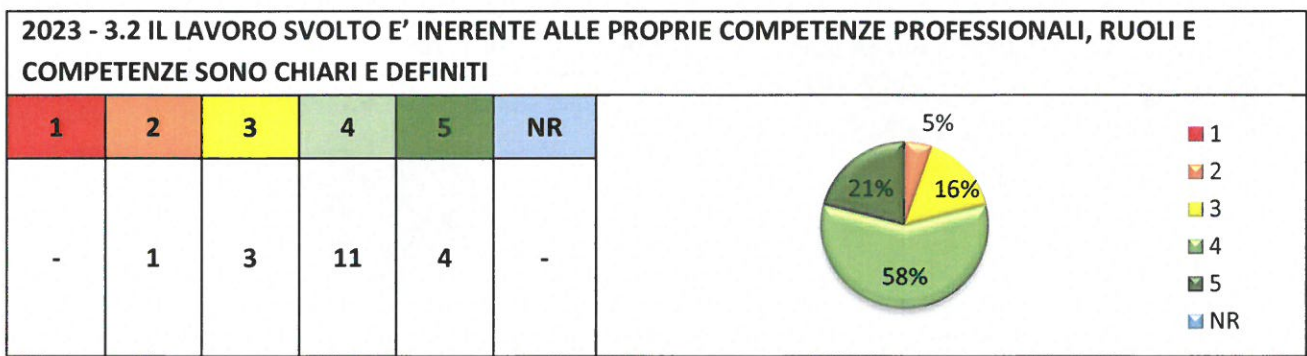 2023 - 3.2 IL LAVORO SVOLTO E’ INERENTE ALLE PROPRIE COMPETENZE PROFESSIONALI, RUOLI E
COMPETENZE SONO CHIARI E DEFINITI
1 2 3 4 5 NR
- 1 3 11 4 -
5%
21% 16%
58%
1
2
3
4
5
NR